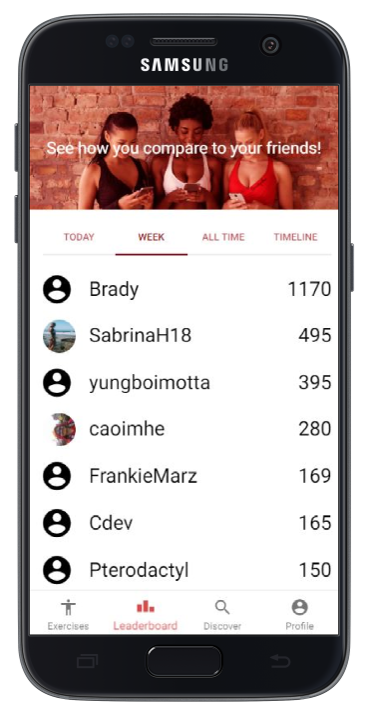 SAMSUNG
See how you compare to your friends!
TODAY WEEK ALL TIME TIMELINE
Brady 1170
SabrinaH18 495
yungboimotta 395
caoimhe 280
FrankieMarz 169
Cdev 165
Pterodactyl 150
Exercises Leaderboard Discover Profile